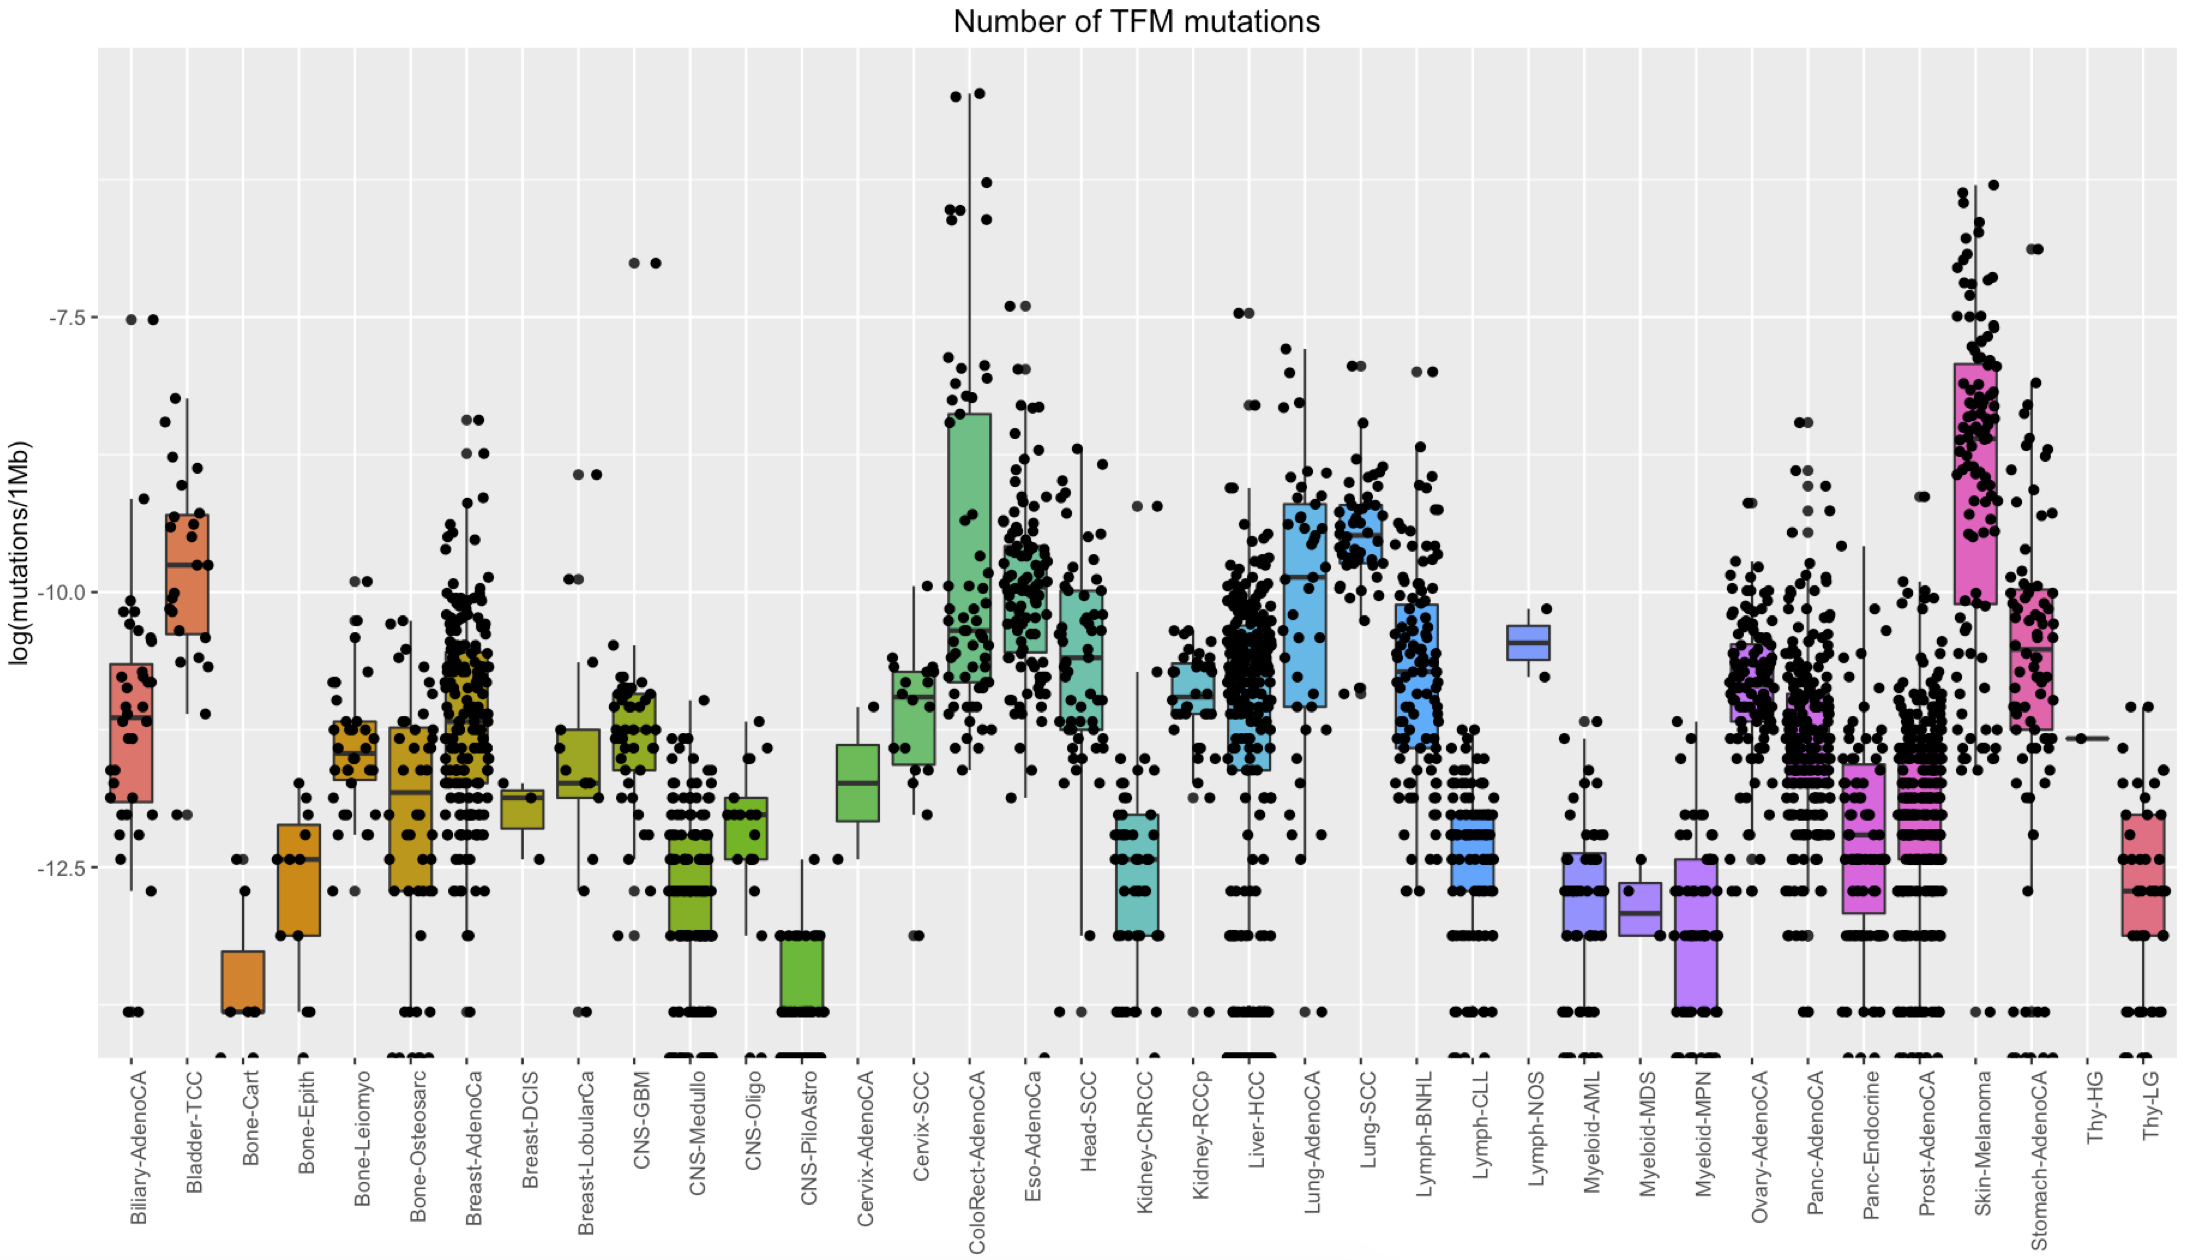 Number of TFM mutations
log(mutations/1Mb)
-7.5
-10.0
-12.5
Biliary-AdenoCA
Bladder-TCC
Bone-Cart
Bone-Epith
Bone-Leiomyo
Bone-Osteosarc
Breast-AdenoCa
Breast-DCIS
Breast-LobularCa
CNS-GBM
CNS-Medullo
CNS-Oligo
CNS-PiloAstro
Cervix-AdenoCA
Cervix-SCC
ColoRect-AdenoCA
Eso-AdenoCa
Head-SCC
Kidney-ChRCC
Kidney-RCCp
Liver-HCC
Lung-AdenoCA
Lung-SCC
Lymph-BNHL
Lymph-CLL
Lymph-NOS
Myeloid-AML
Myeloid-MDS
Myeloid-MPN
Ovary-AdenoCA
Panc-AdenoCA
Panc-Endocrine
Prost-AdenoCA
Skin-Melanoma
Stomach-AdenoCA
Thy-HG
Thy-LG